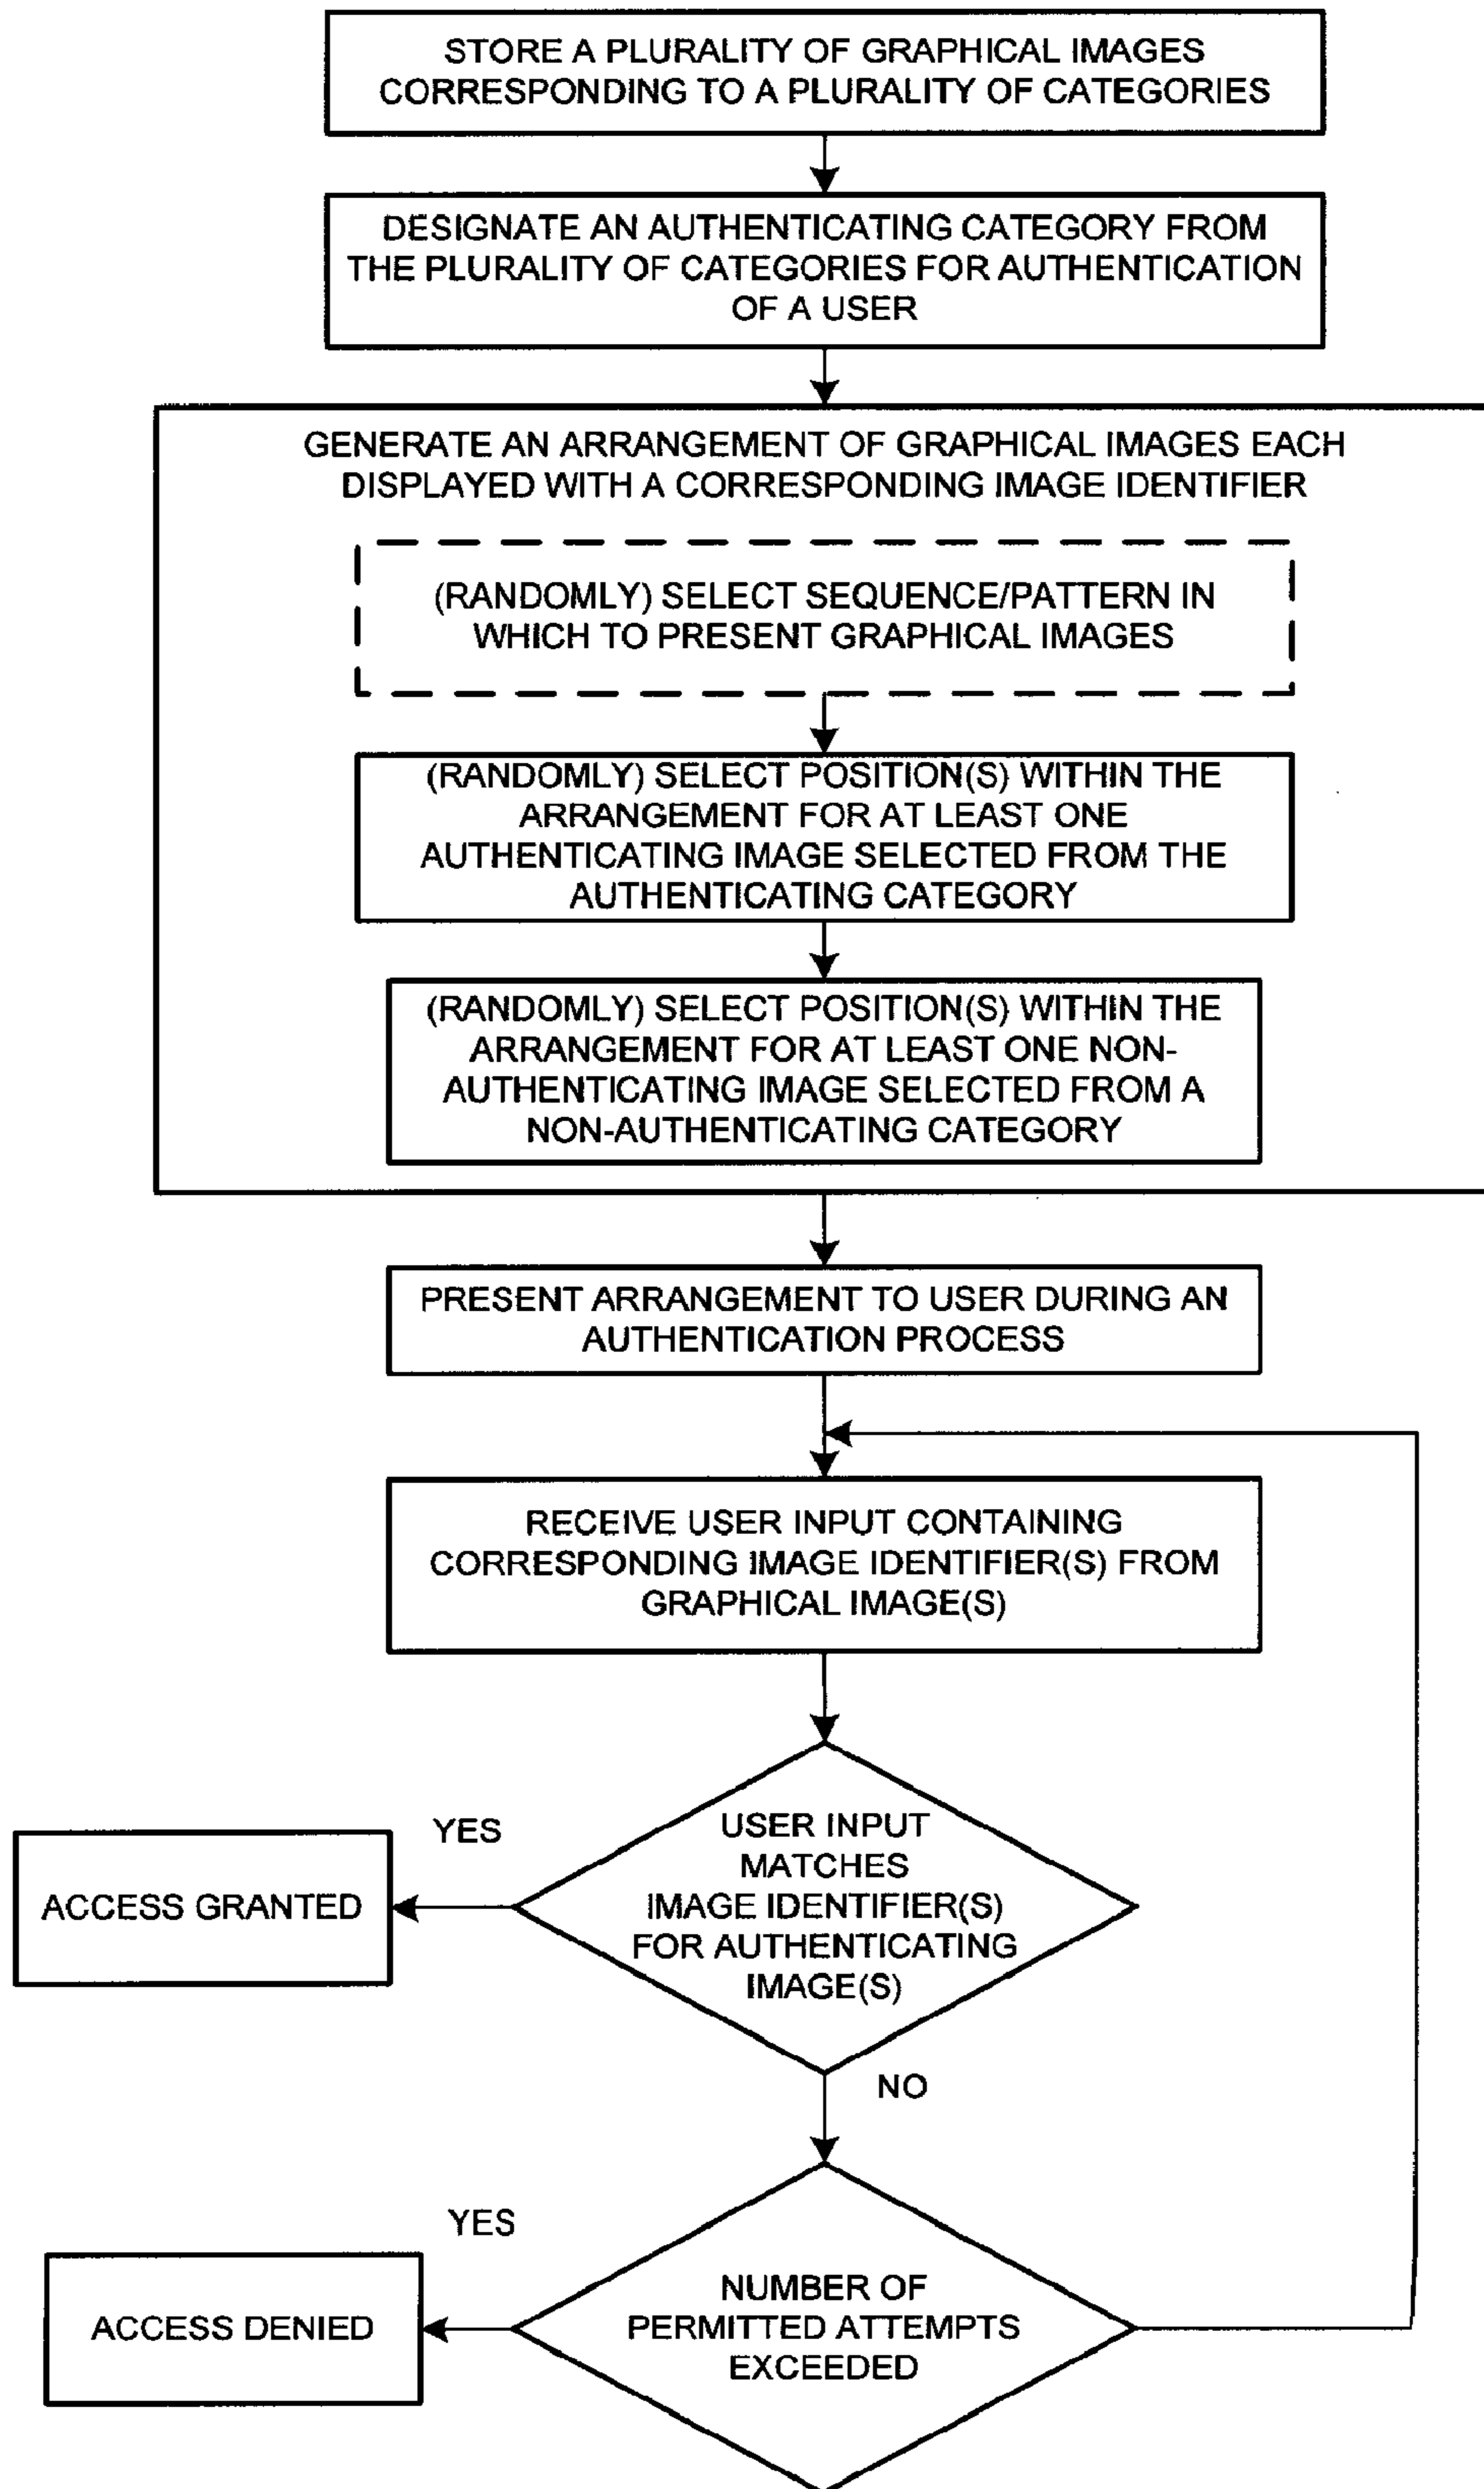 STORE A PLURALITY OF GRAPHICAL IMAGES
CORRESPONDING TO A PLURALITY OF CATEGORIES
DESIGNATE AN AUTHENTICATING CATEGORY FROM
THE PLURALITY OF CATEGORIES FOR AUTHENTICATION
OF A USER
GENERATE AN ARRANGEMENT OF GRAPHICAL IMAGES EACH
DISPLAYED WITH A CORRESPONDING IMAGE IDENTIFIER
(RANDOMLY) SELECT SEQUENCE/PATTERN IN
WHICH TO PRESENT GRAPHICAL IMAGES
(RANDOMLY) SELECT POSITION(S) WITHIN THE
ARRANGEMENT FOR AT LEAST ONE
AUTHENTICATING IMAGE SELECTED FROM THE
AUTHENTICATING CATEGORY
(RANDOMLY) SELECT POSITION(S) WITHIN THE
ARRANGEMENT FOR AT LEAST ONE NON-
AUTHENTICATING IMAGE SELECTED FROM A
NON-AUTHENTICATING CATEGORY
PRESENT ARRANGEMENT TO USER DURING AN
AUTHENTICATION PROCESS
RECEIVE USER INPUT CONTAINING
CORRESPONDING IMAGE IDENTIFIER(S) FROM
GRAPHICAL IMAGE(S)
USER INPUT
MATCHES
IMAGE IDENTIFIER(S)
FOR AUTHENTICATING
IMAGE(S)
YES
ACCESS GRANTED
NO
NUMBER OF
PERMITTED ATTEMPTS
EXCEEDED
YES
ACCESS DENIED